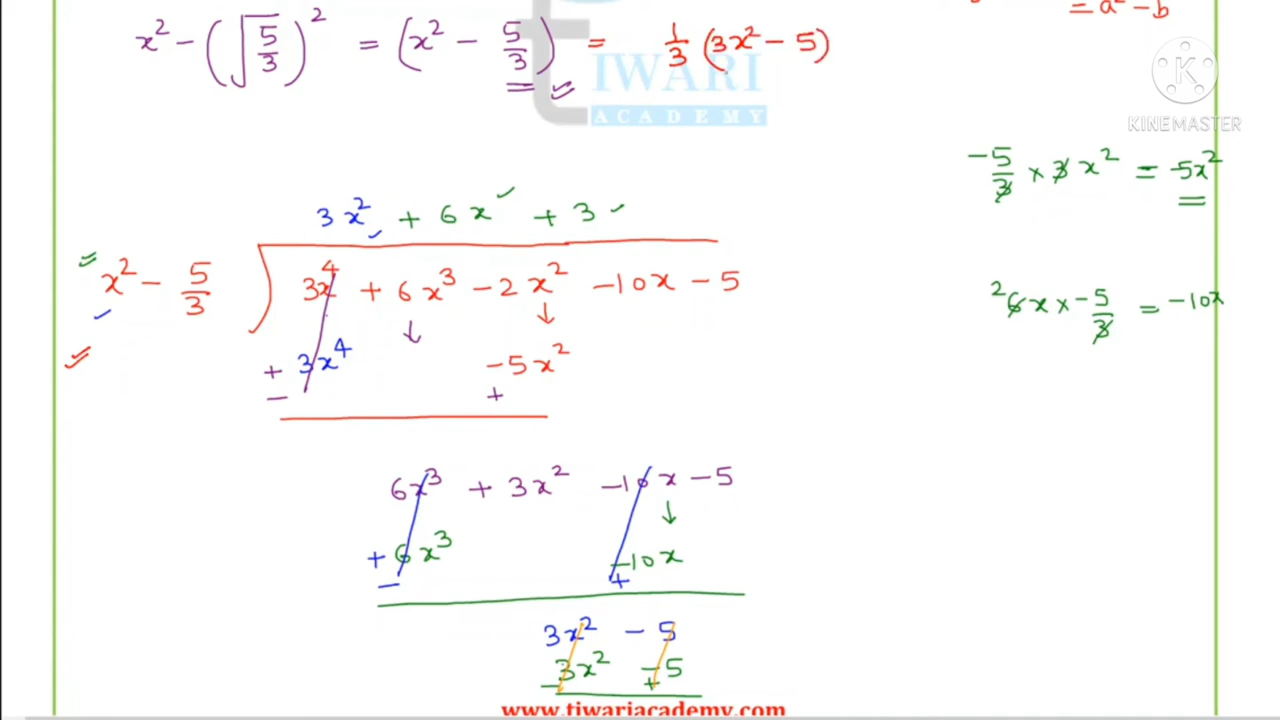 = a² - b
x² - (√5/3)² = (x² - 5/3) = 1/3 (3x² - 5)
IWARI
ACADEMY
K
KINEMASTER
-5/3 × 3x² = -5x²
3x² + 6x + 3
x² - 5/3 ) 3x⁴ + 6x³ - 2x² - 10x - 5
²6x × -5/3 = -10x
+ 3x⁴ - 5x²
- +
6x³ + 3x² - 10x - 5
+ 6x³ - 10x
- +
3x² - 5
3x² - 5
- +
www.tiwariacademy.com